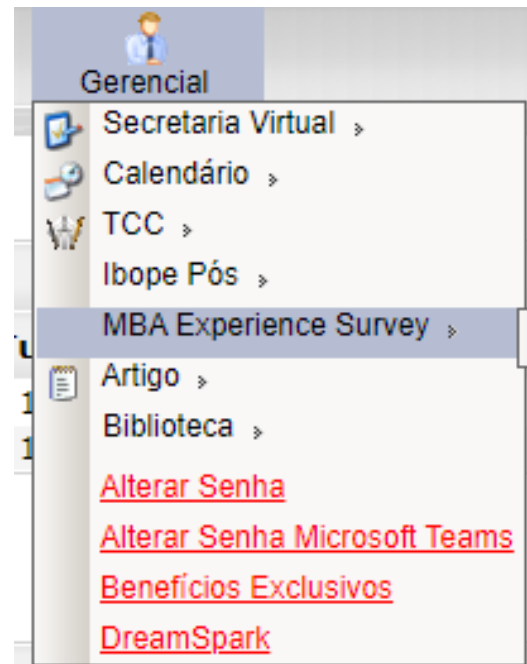 Gerencial
Secretaria Virtual
Calendário
TCC
Ibope Pós
MBA Experience Survey
Artigo
Biblioteca
Alterar Senha
Alterar Senha Microsoft Teams
Benefícios Exclusivos
DreamSpark